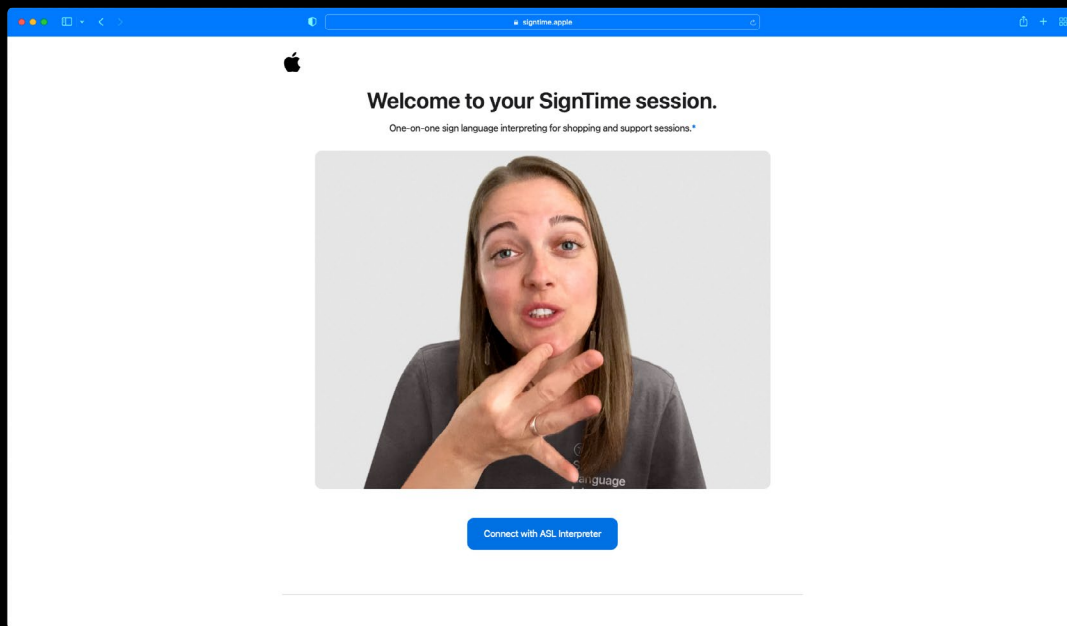 signtime.apple
Welcome to your SignTime session.
One-on-one sign language interpreting for shopping and support sessions.*
anguage
Connect with ASL Interpreter